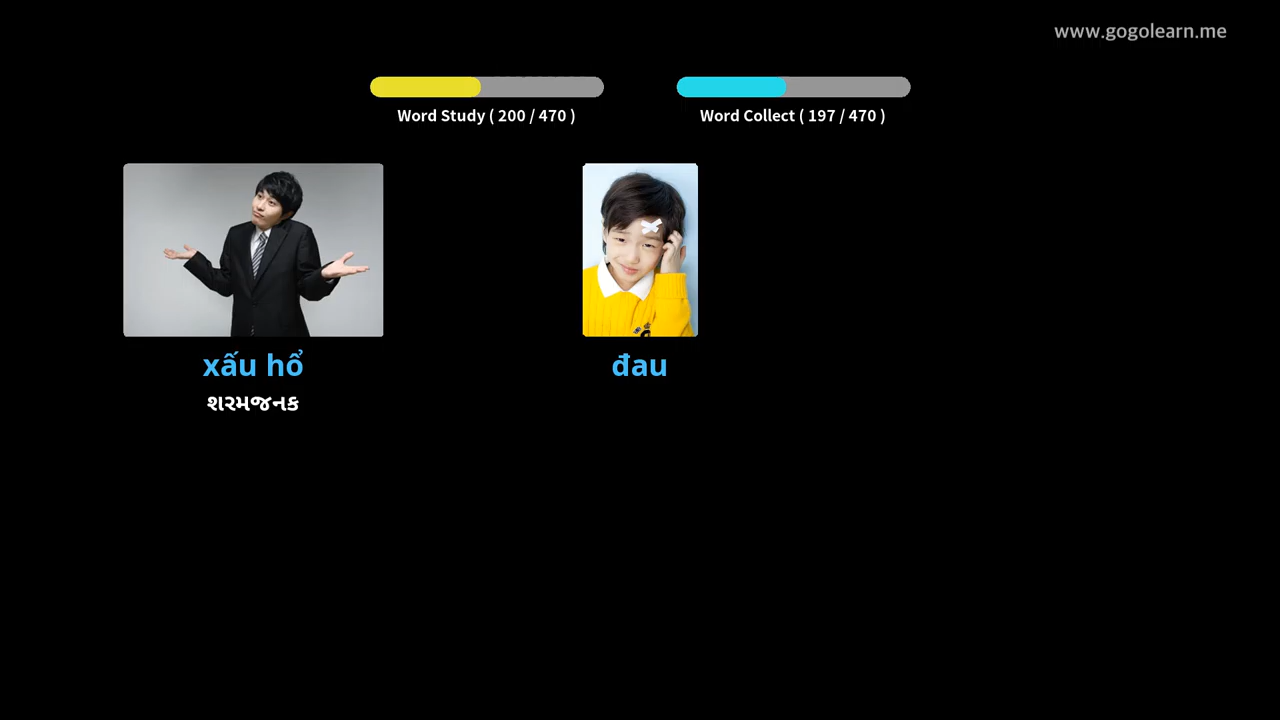 www.gogolearn.me
Word Study ( 200 / 470 )
Word Collect ( 197 / 470 )
xấu hổ
શરમજનક
đau